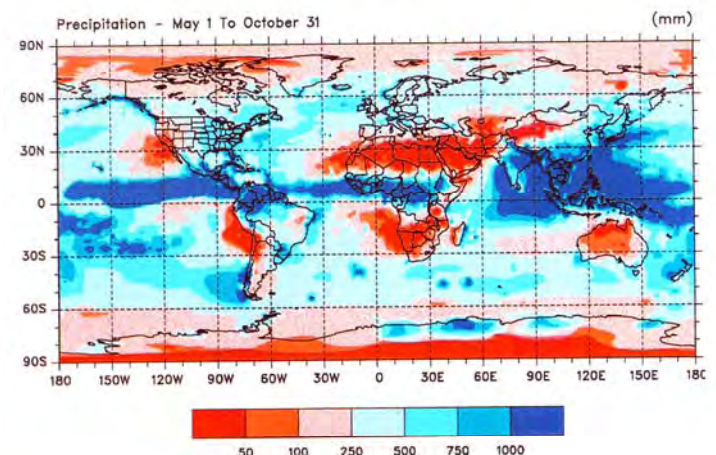 Precipitation - May 1 To October 31 (mm)
90N
60N
30N
0
30S
60S
90S
180 150W 120W 90W 60W 30W 0 30E 60E 90E 120E 150E 180
50 100 250 500 750 1000